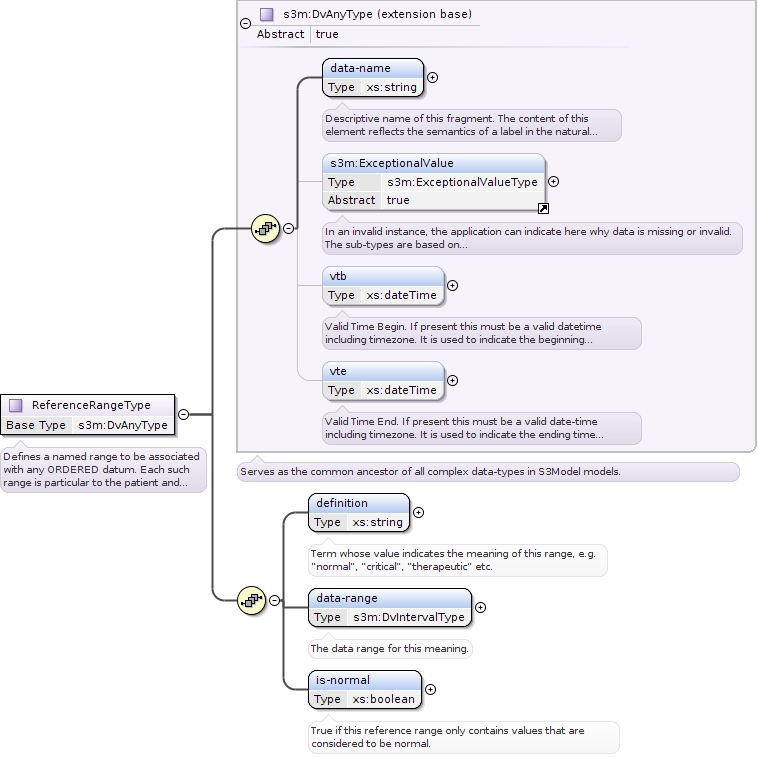 s3m:DvAnyType (extension base)
Abstract true
data-name
Type xs:string
Descriptive name of this fragment. The content of this
element reflects the semantics of a label in the natural...
s3m:ExceptionalValue
Type s3m:ExceptionalValueType
Abstract true
In an invalid instance, the application can indicate here why data is missing or invalid.
The sub-types are based on...
vtb
Type xs:dateTime
Valid Time Begin. If present this must be a valid datetime
including timezone. It is used to indicate the beginning...
vte
Type xs:dateTime
Valid Time End. If present this must be a valid date-time
including timezone. It is used to indicate the ending time...
ReferenceRangeType
Base Type s3m:DvAnyType
Defines a named range to be associated
with any ORDERED datum. Each such
range is particular to the patient and...
Serves as the common ancestor of all complex data-types in S3Model models.
definition
Type xs:string
Term whose value indicates the meaning of this range, e.g.
"normal", "critical", "therapeutic" etc.
data-range
Type s3m:DvIntervalType
The data range for this meaning.
is-normal
Type xs:boolean
True if this reference range only contains values that are
considered to be normal.